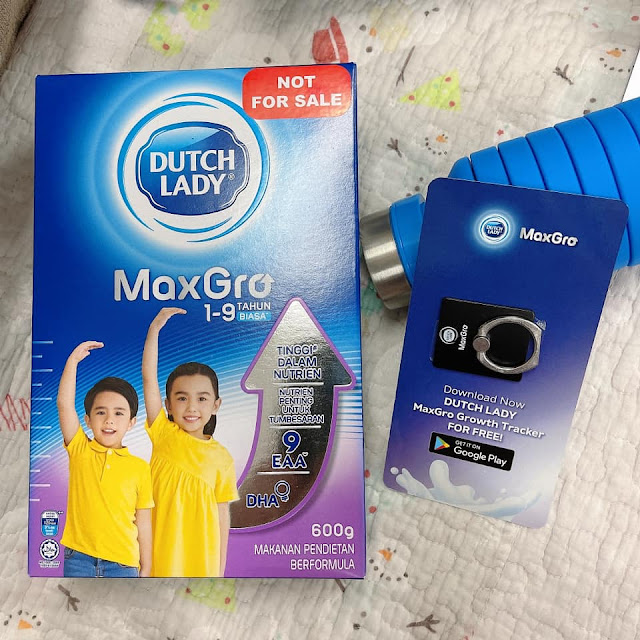 NOT
FOR SALE
DUTCH
LADY®
MaxGro
1-9 TAHUN
BIASA
TINGGI
DALAM
NUTRIEN
NUTRIEN
PENTING
UNTUK
TUMBESARAN
9
EAA
DHA
600g
MAKANAN PENDIETAN
BERFORMULA
DUTCH
LADY
MaxGro
DUTCH
LADY
MaxGro
Download Now
DUTCH LADY
MaxGro Growth Tracker
FOR FREE!
GET IT ON
Google Play